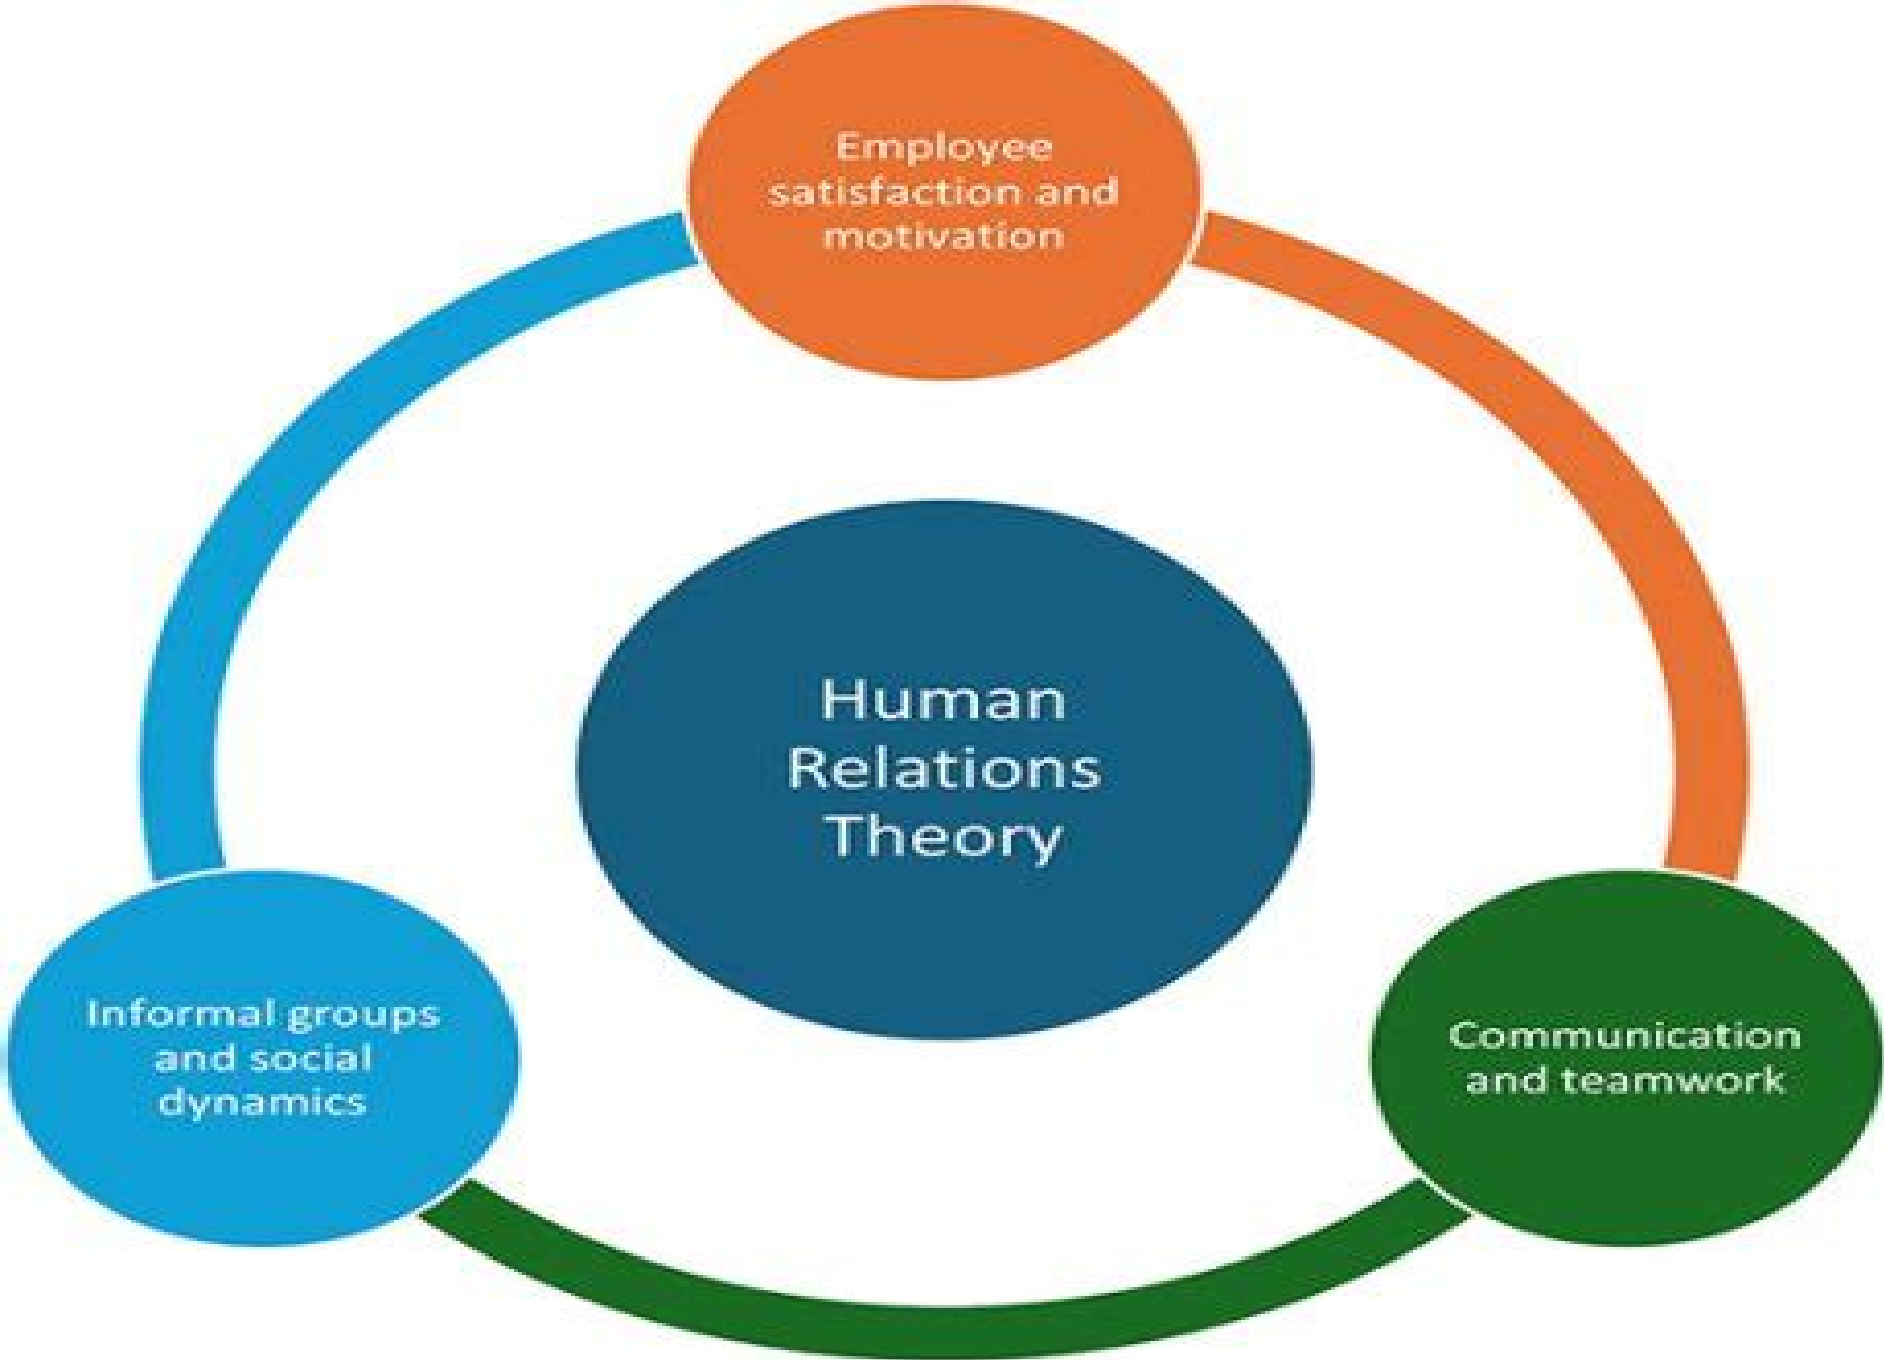 Employee
satisfaction and
motivation
Human
Relations
Theory
Informal groups
and social
dynamics
Communication
and teamwork